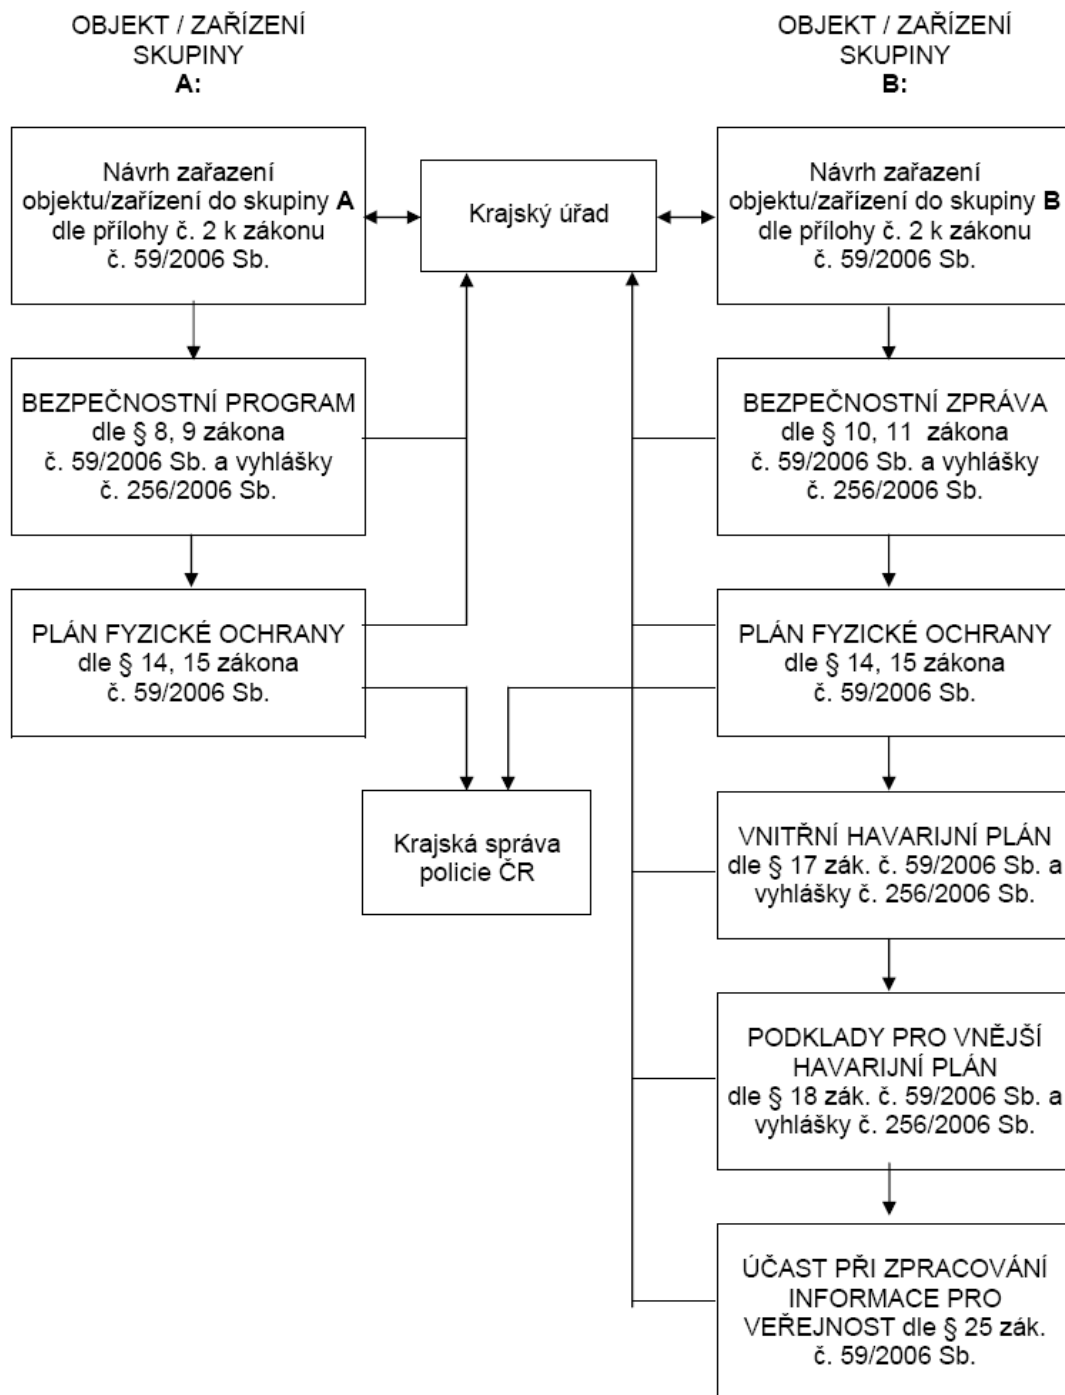 OBJEKT / ZAŘÍZENÍ
SKUPINY
A:
OBJEKT / ZAŘÍZENÍ
SKUPINY
B:
Návrh zařazení
objektu/zařízení do skupiny A
dle přílohy č. 2 k zákonu
č. 59/2006 Sb.
Krajský úřad
Návrh zařazení
objektu/zařízení do skupiny B
dle přílohy č. 2 k zákonu
č. 59/2006 Sb.
BEZPEČNOSTNÍ PROGRAM
dle § 8, 9 zákona
č. 59/2006 Sb. a vyhlášky
č. 256/2006 Sb.
BEZPEČNOSTNÍ ZPRÁVA
dle § 10, 11 zákona
č. 59/2006 Sb. a vyhlášky
č. 256/2006 Sb.
PLÁN FYZICKÉ OCHRANY
dle § 14, 15 zákona
č. 59/2006 Sb.
PLÁN FYZICKÉ OCHRANY
dle § 14, 15 zákona
č. 59/2006 Sb.
Krajská správa
policie ČR
VNITŘNÍ HAVARIJNÍ PLÁN
dle § 17 zák. č. 59/2006 Sb. a
vyhlášky č. 256/2006 Sb.
PODKLADY PRO VNĚJŠÍ
HAVARIJNÍ PLÁN
dle § 18 zák. č. 59/2006 Sb. a
vyhlášky č. 256/2006 Sb.
ÚČAST PŘI ZPRACOVÁNÍ
INFORMACE PRO
VEŘEJNOST dle § 25 zák.
č. 59/2006 Sb.